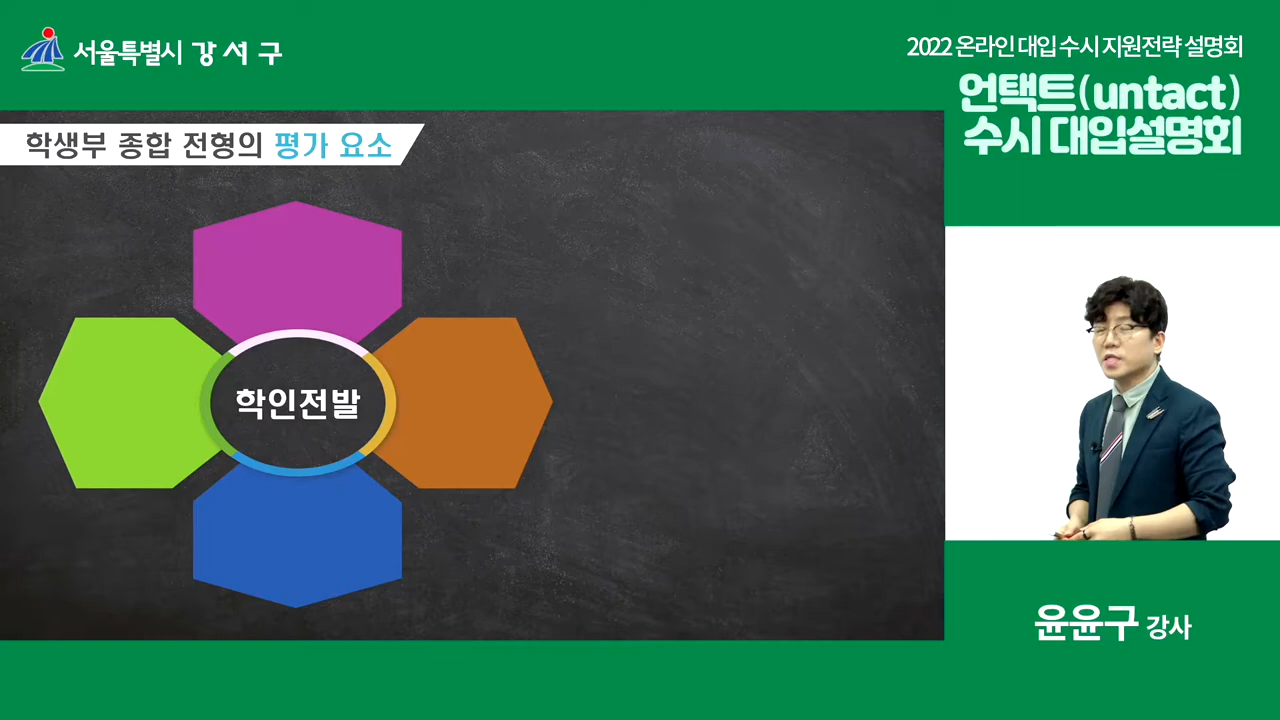 서울특별시 강서구
2022 온라인 대입 수시 지원전략 설명회
언택트(untact)
수시 대입설명회
학생부 종합 전형의 평가 요소
학인전발
윤윤구 강사